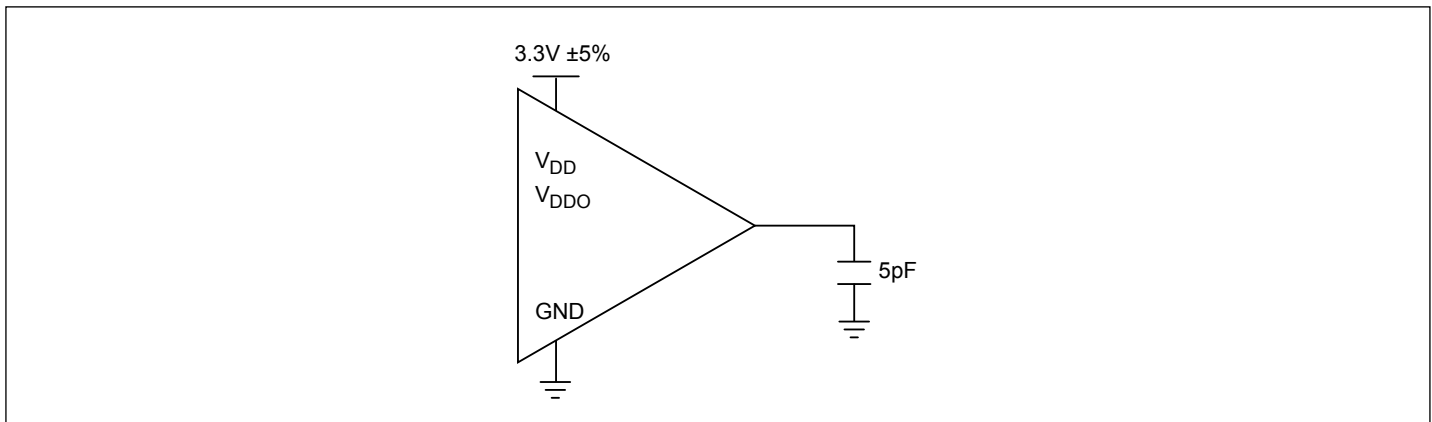 3.3V ±5%
VDD
VDDO
5pF
GND